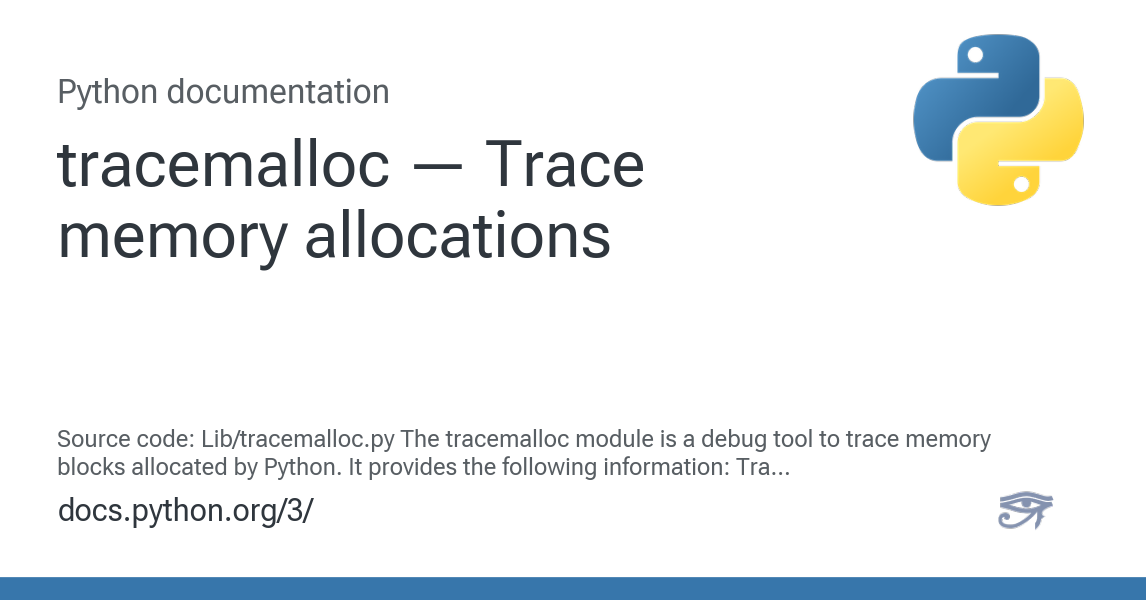 Python documentation
tracemalloc — Trace
memory allocations
Source code: Lib/tracemalloc.py The tracemalloc module is a debug tool to trace memory
blocks allocated by Python. It provides the following information: Tra...
docs.python.org/3/